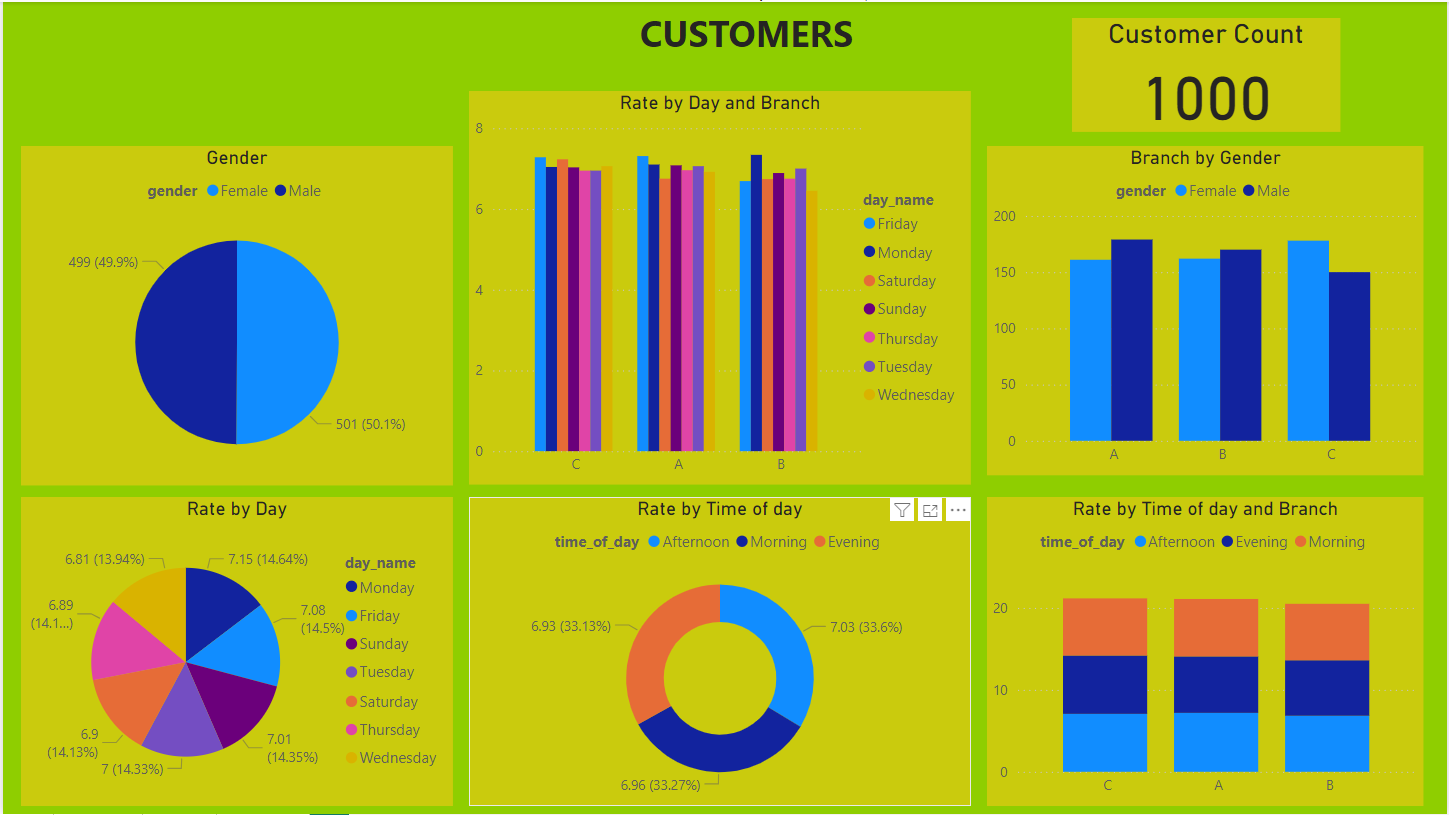 CUSTOMERS
Customer Count
1000
Gender
gender Female Male
499 (49.9%)
501 (50.1%)
Rate by Day and Branch
8
6
4
2
0
C A B
day_name
Friday
Monday
Saturday
Sunday
Thursday
Tuesday
Wednesday
Branch by Gender
gender Female Male
200
150
100
50
0
A B C
Rate by Day
6.81 (13.94%)
7.15 (14.64%)
6.89
(14.1...)
7.08
(14.5%)
6.9
(14.13%)
7 (14.33%)
7.01
(14.35%)
day_name
Monday
Friday
Sunday
Tuesday
Saturday
Thursday
Wednesday
Rate by Time of day
time_of_day Afternoon Morning Evening
6.93 (33.13%)
7.03 (33.6%)
6.96 (33.27%)
Rate by Time of day and Branch
time_of_day Afternoon Evening Morning
20
10
0
C A B